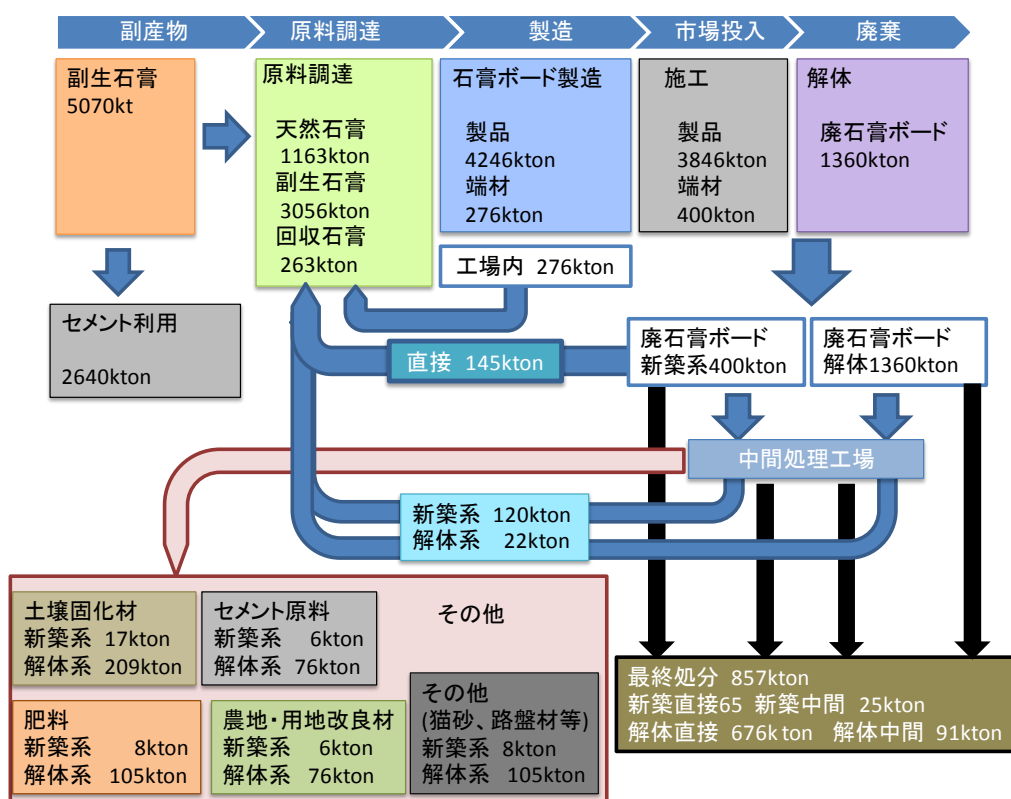 副産物
原料調達
製造
市場投入
廃棄
副生石膏
5070kt
原料調達
天然石膏
1163kton
副生石膏
3056kton
回収石膏
263kton
石膏ボード製造
製品
4246kton
端材
276kton
施工
製品
3846kton
端材
400kton
解体
廃石膏ボード
1360kton
工場内 276kton
セメント利用
2640kton
直接 145kton
廃石膏ボード
新築系400kton
廃石膏ボード
解体1360kton
中間処理工場
新築系 120kton
解体系 22kton
土壌固化材
新築系 17kton
解体系 209kton
セメント原料
新築系 6kton
解体系 76kton
その他
肥料
新築系 8kton
解体系 105kton
農地・用地改良材
新築系 6kton
解体系 76kton
その他
(猫砂、路盤材等)
新築系 8kton
解体系 105kton
最終処分 857kton
新築直接65 新築中間 25kton
解体直接 676kton 解体中間 91kton